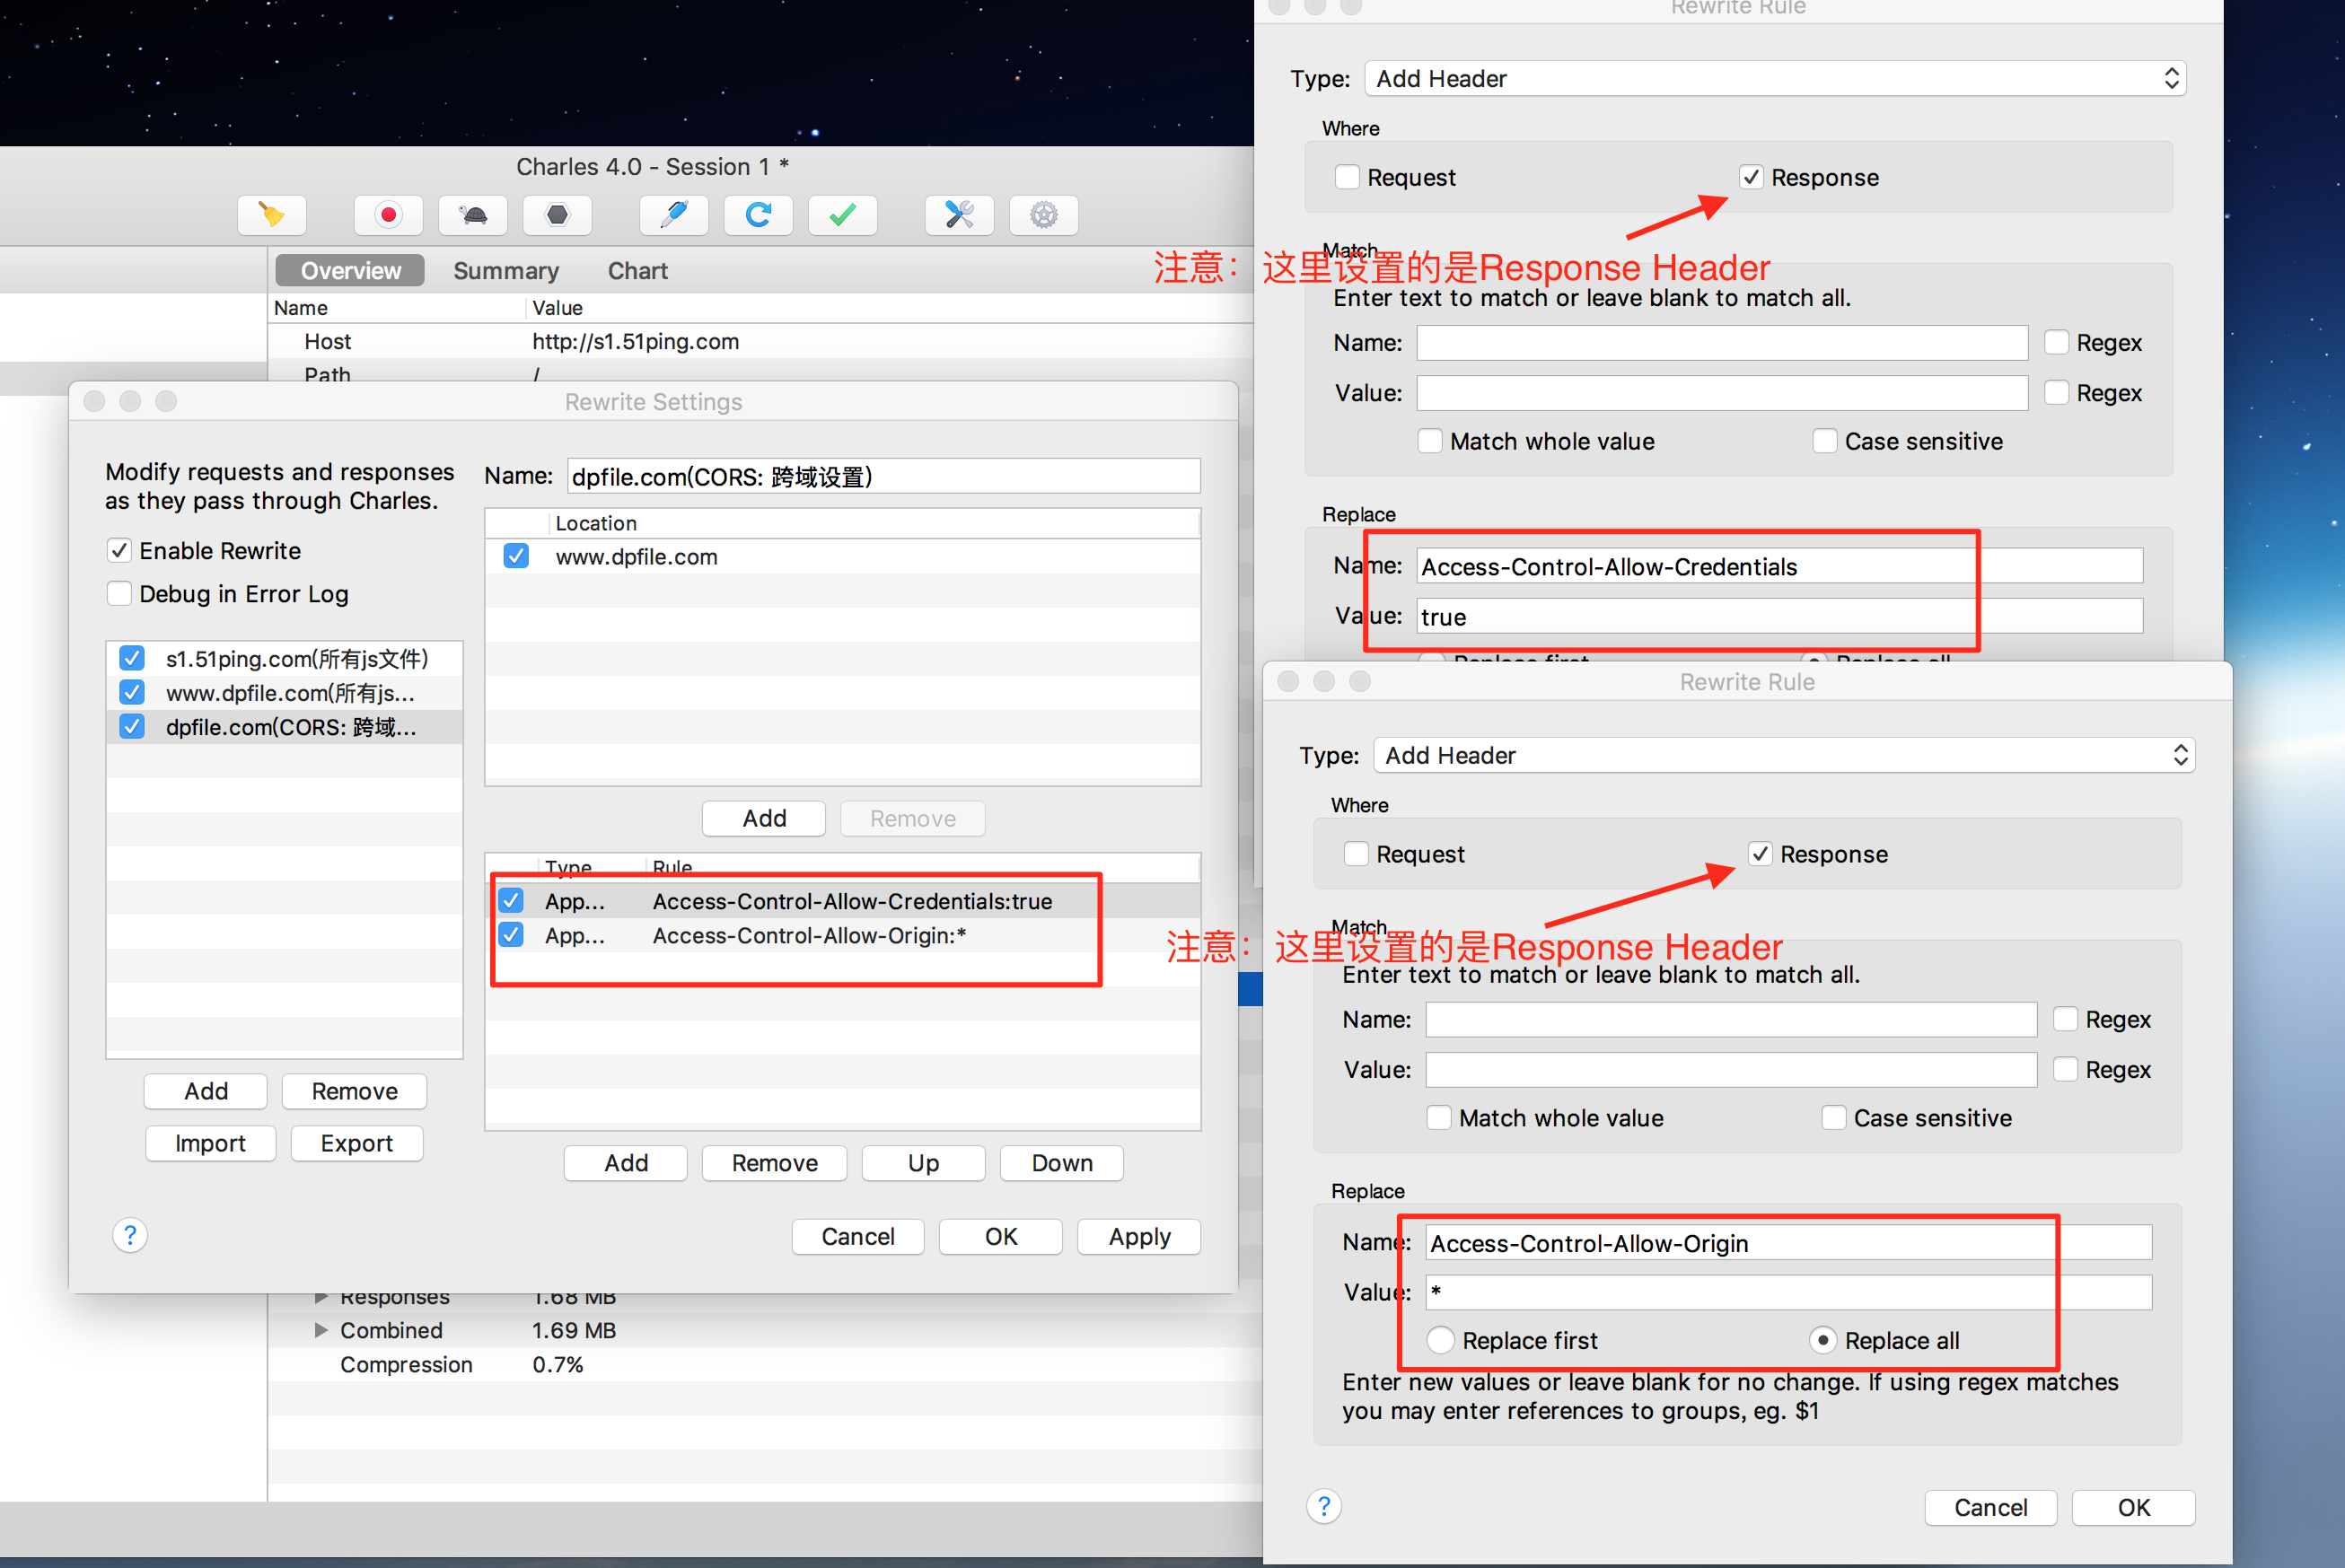 Charles 4.0 - Session 1 *
Overview
Summary
Chart
Name
Value
Host
http://s1.51ping.com
Path
/
Rewrite Settings
Modify requests and responses
as they pass through Charles.
Enable Rewrite
Debug in Error Log
s1.51ping.com(所有js文件)
www.dpfile.com(所有js...
dpfile.com(CORS: 跨域...
Add
Remove
Import
Export
Name:
dpfile.com(CORS: 跨域设置)
Location
www.dpfile.com
Add
Remove
Type
Rule
App...
Access-Control-Allow-Credentials:true
App...
Access-Control-Allow-Origin:*
Add
Remove
Up
Down
?
Cancel
OK
Apply
Responses
1.68 MB
Combined
1.69 MB
Compression
0.7%
Rewrite Rule
Type:
Add Header
Where
Request
Response
Match
注意：这里设置的是Response Header
Enter text to match or leave blank to match all.
Name:
Regex
Value:
Regex
Match whole value
Case sensitive
Replace
Name:
Access-Control-Allow-Credentials
Value:
true
Replace first
Replace all
Rewrite Rule
Type:
Add Header
Where
Request
Response
Match
注意：这里设置的是Response Header
Enter text to match or leave blank to match all.
Name:
Regex
Value:
Regex
Match whole value
Case sensitive
Replace
Name:
Access-Control-Allow-Origin
Value:
*
Replace first
Replace all
Enter new values or leave blank for no change. If using regex matches
you may enter references to groups, eg. $1
?
Cancel
OK